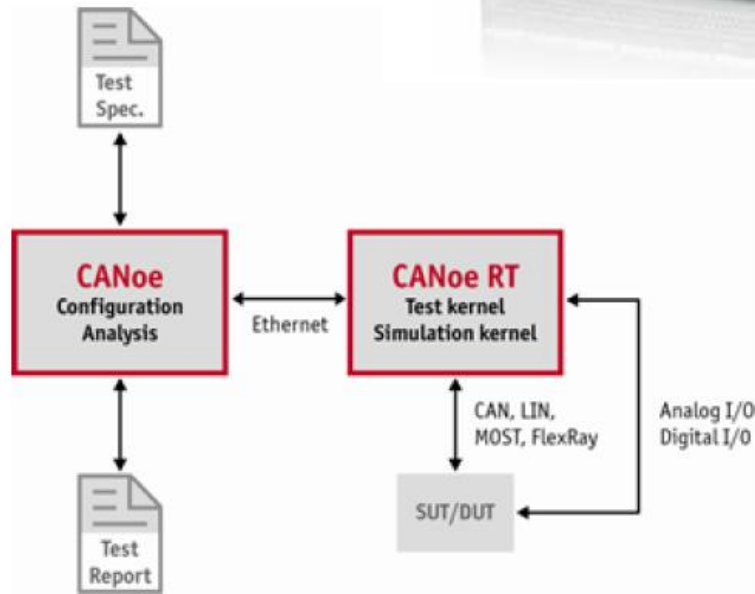 Test
Spec.
CANoe
Configuration
Analysis
Ethernet
CANoe RT
Test kernel
Simulation kernel
CAN, LIN,
MOST, FlexRay
Analog I/O
Digital I/O
SUT/DUT
Test
Report